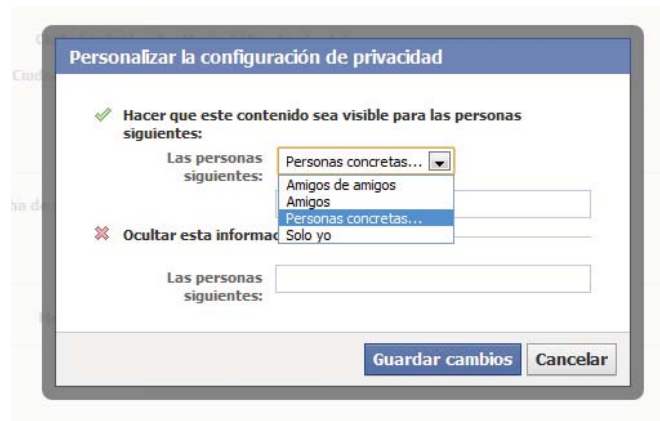 Personalizar la configuración de privacidad
Hacer que este contenido sea visible para las personas
siguientes:
Las personas
siguientes:
Personas concretas...
Amigos de amigos
Amigos
Personas concretas...
Solo yo
Ocultar esta informac
Las personas
siguientes:
Guardar cambios
Cancelar